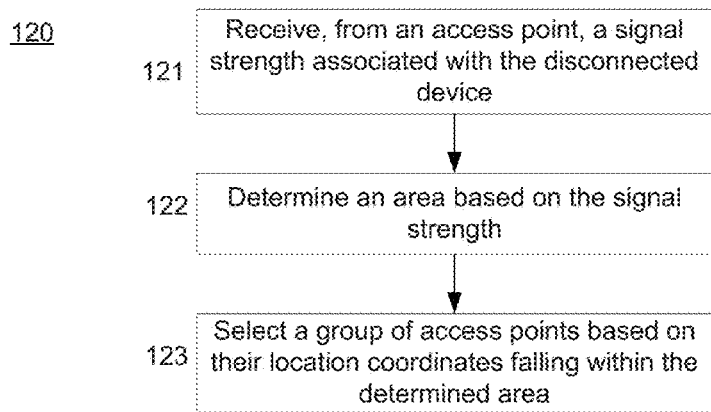 120
121
Receive, from an access point, a signal
strength associated with the disconnected
device
122
Determine an area based on the signal
strength
123
Select a group of access points based on
their location coordinates falling within the
determined area